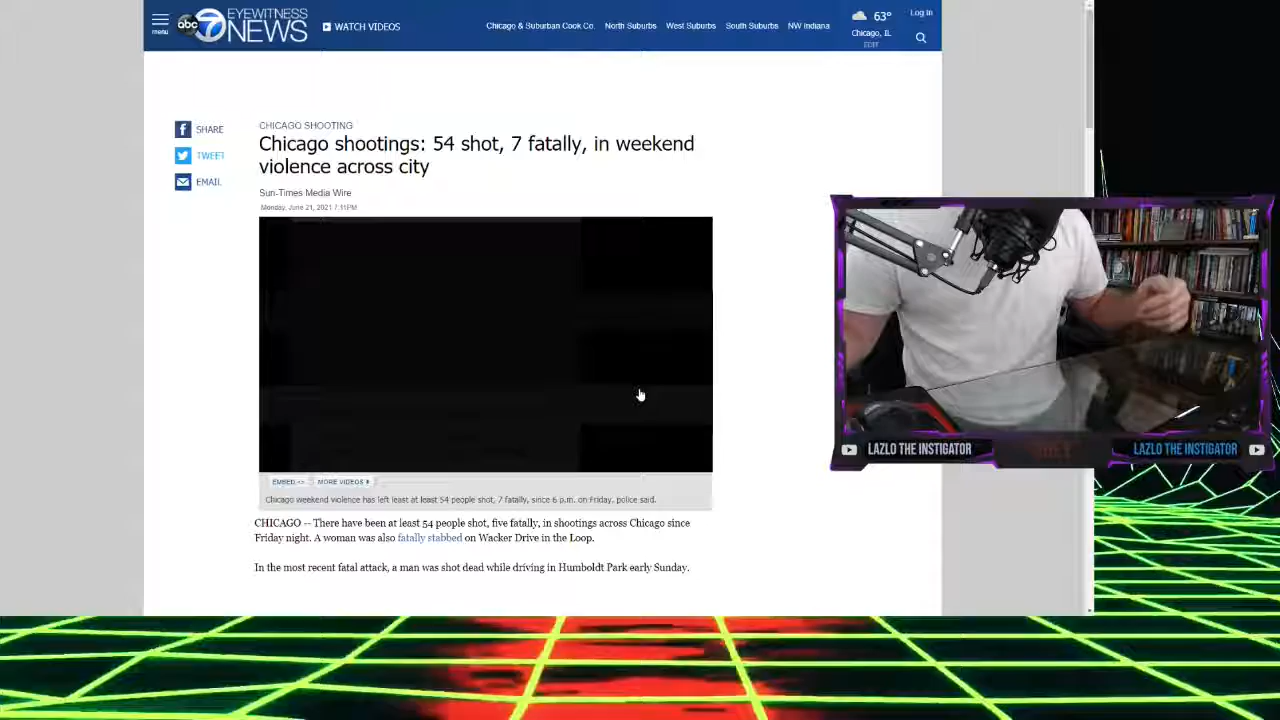 menu
abc 7 EYEWITNESS NEWS
WATCH VIDEOS
Chicago & Suburban Cook Co. North Suburbs West Suburbs South Suburbs NW Indiana
63°
Chicago, IL
EDIT
Log In
SHARE
TWEET
EMAIL
CHICAGO SHOOTING
Chicago shootings: 54 shot, 7 fatally, in weekend
violence across city
Sun-Times Media Wire
Monday, June 21, 2021 7:11PM
EMBED <> MORE VIDEOS
Chicago weekend violence has left least at least 54 people shot, 7 fatally, since 6 p.m. on Friday, police said.
CHICAGO -- There have been at least 54 people shot, five fatally, in shootings across Chicago since
Friday night. A woman was also fatally stabbed on Wacker Drive in the Loop.
In the most recent fatal attack, a man was shot dead while driving in Humboldt Park early Sunday.
LAZLO THE INSTIGATOR
LAZLO THE INSTIGATOR